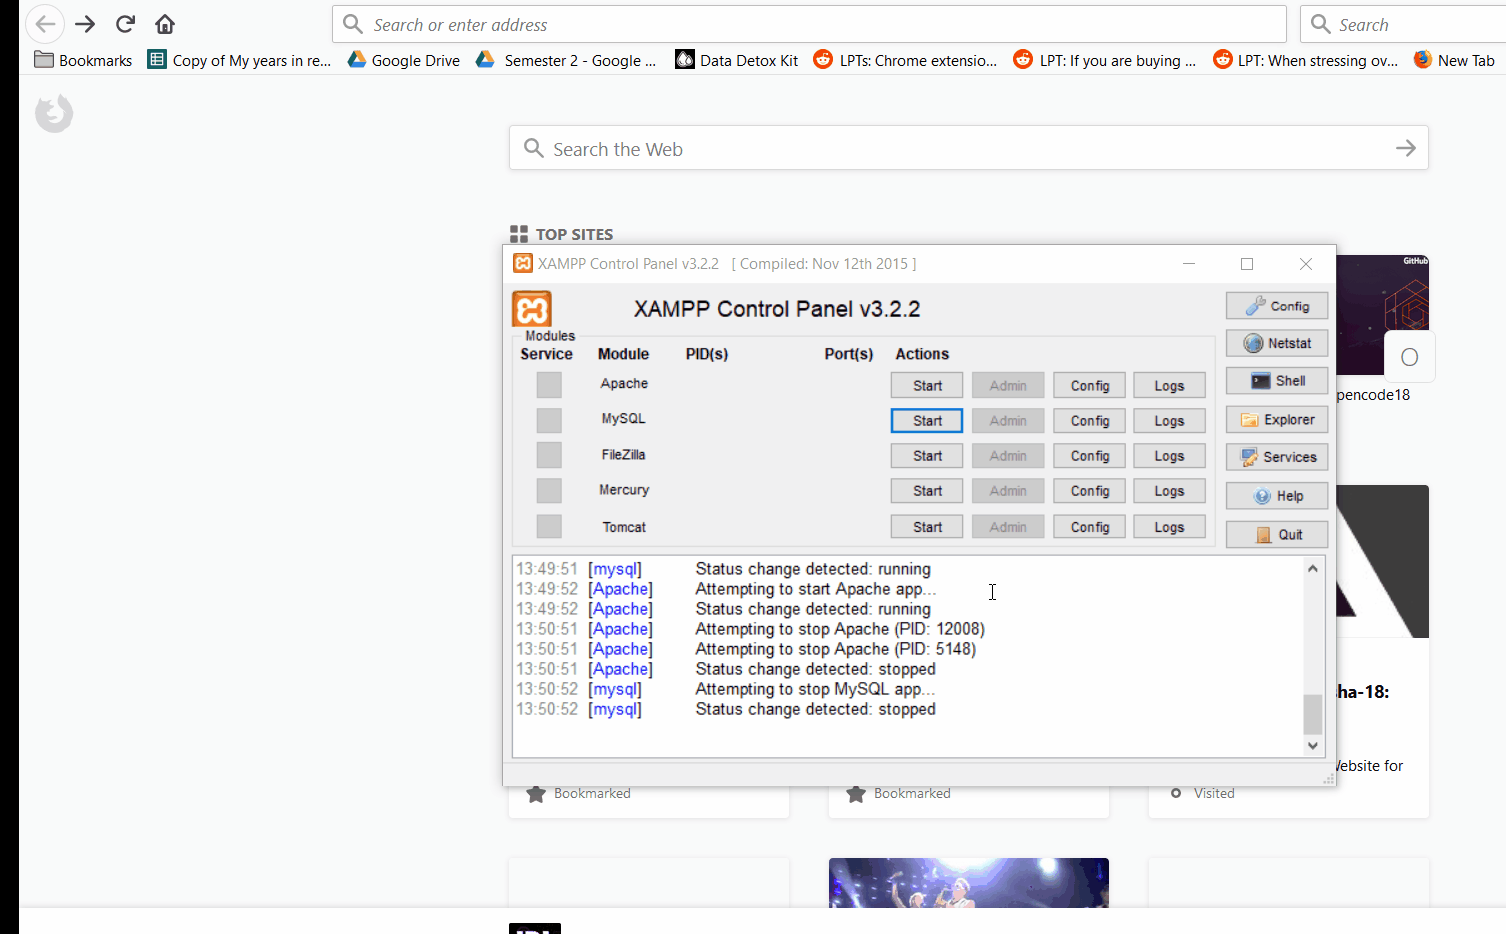 Search or enter address
Search
Bookmarks
Copy of My years in re...
Google Drive
Semester 2 - Google ...
Data Detox Kit
LPTs: Chrome extensio...
LPT: If you are buying ...
LPT: When stressing ov...
New Tab
Search the Web
TOP SITES
XAMPP Control Panel v3.2.2 [ Compiled: Nov 12th 2015 ]
GitHub
XAMPP Control Panel v3.2.2
Config
Modules
Netstat
Service Module PID(s) Port(s) Actions
O
Shell
Apache Start Admin Config Logs
pencode18
MySQL Start Admin Config Logs
Explorer
FileZilla Start Admin Config Logs
Services
Mercury Start Admin Config Logs
Help
Tomcat Start Admin Config Logs
Quit
13:49:51 [mysql] Status change detected: running
13:49:52 [Apache] Attempting to start Apache app...
13:49:52 [Apache] Status change detected: running
13:50:51 [Apache] Attempting to stop Apache (PID: 12008)
13:50:51 [Apache] Attempting to stop Apache (PID: 5148)
13:50:51 [Apache] Status change detected: stopped
13:50:52 [mysql] Attempting to stop MySQL app...
13:50:52 [mysql] Status change detected: stopped
ha-18:
ebsite for
Bookmarked
Bookmarked
Visited